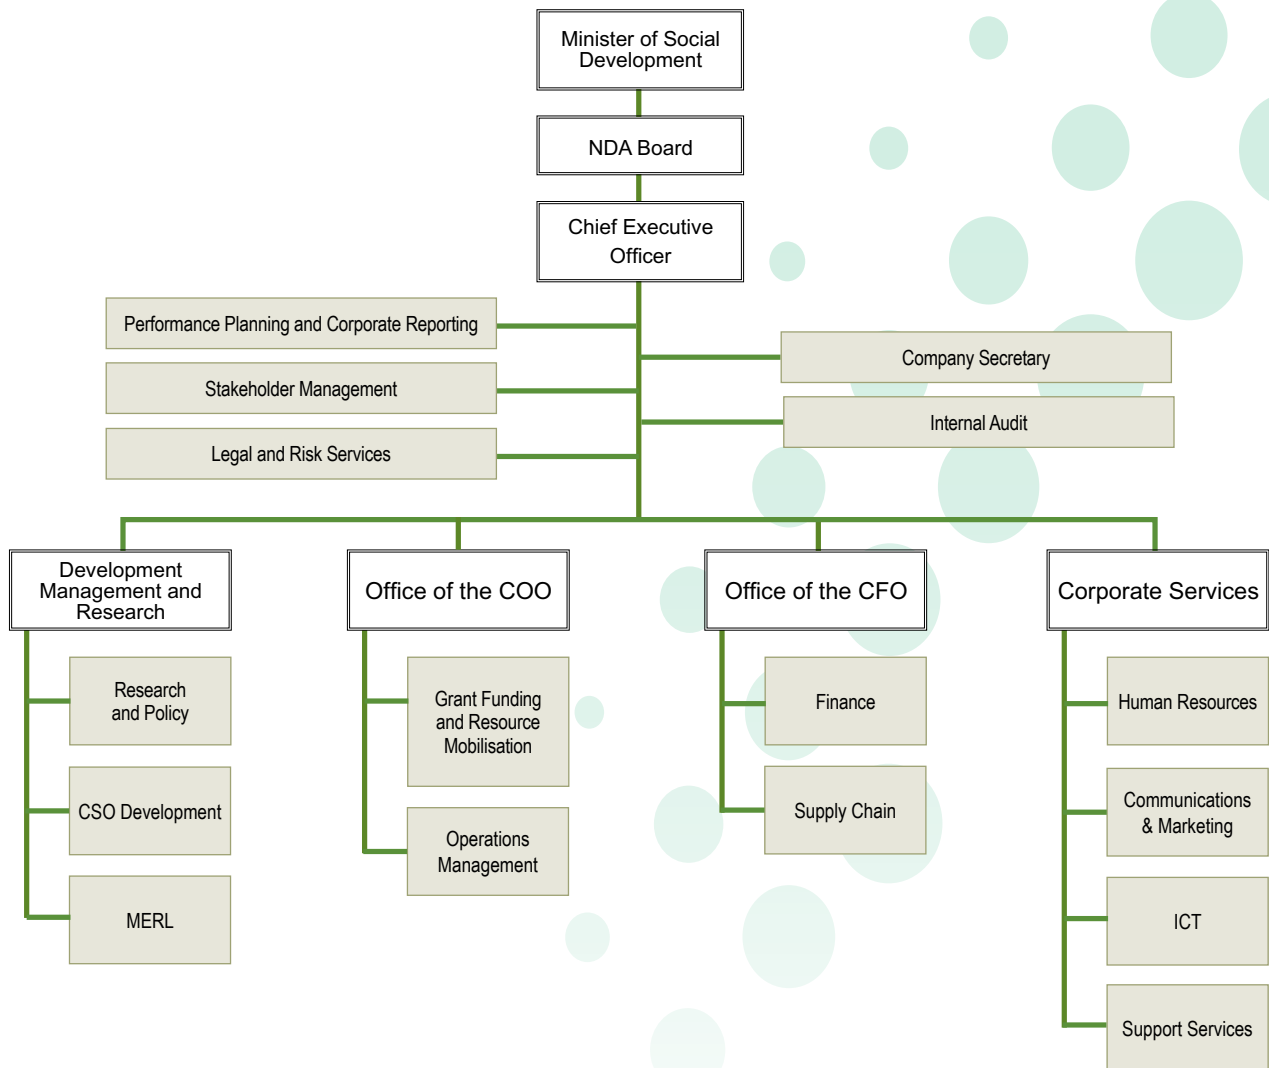 Minister of Social
Development
NDA Board
Chief Executive
Officer
Performance Planning and Corporate Reporting
Company Secretary
Stakeholder Management
Internal Audit
Legal and Risk Services
Development
Management and
Research
Office of the COO
Office of the CFO
Corporate Services
Research
and Policy
CSO Development
MERL
Grant Funding
and Resource
Mobilisation
Operations
Management
Finance
Supply Chain
Human Resources
Communications
& Marketing
ICT
Support Services